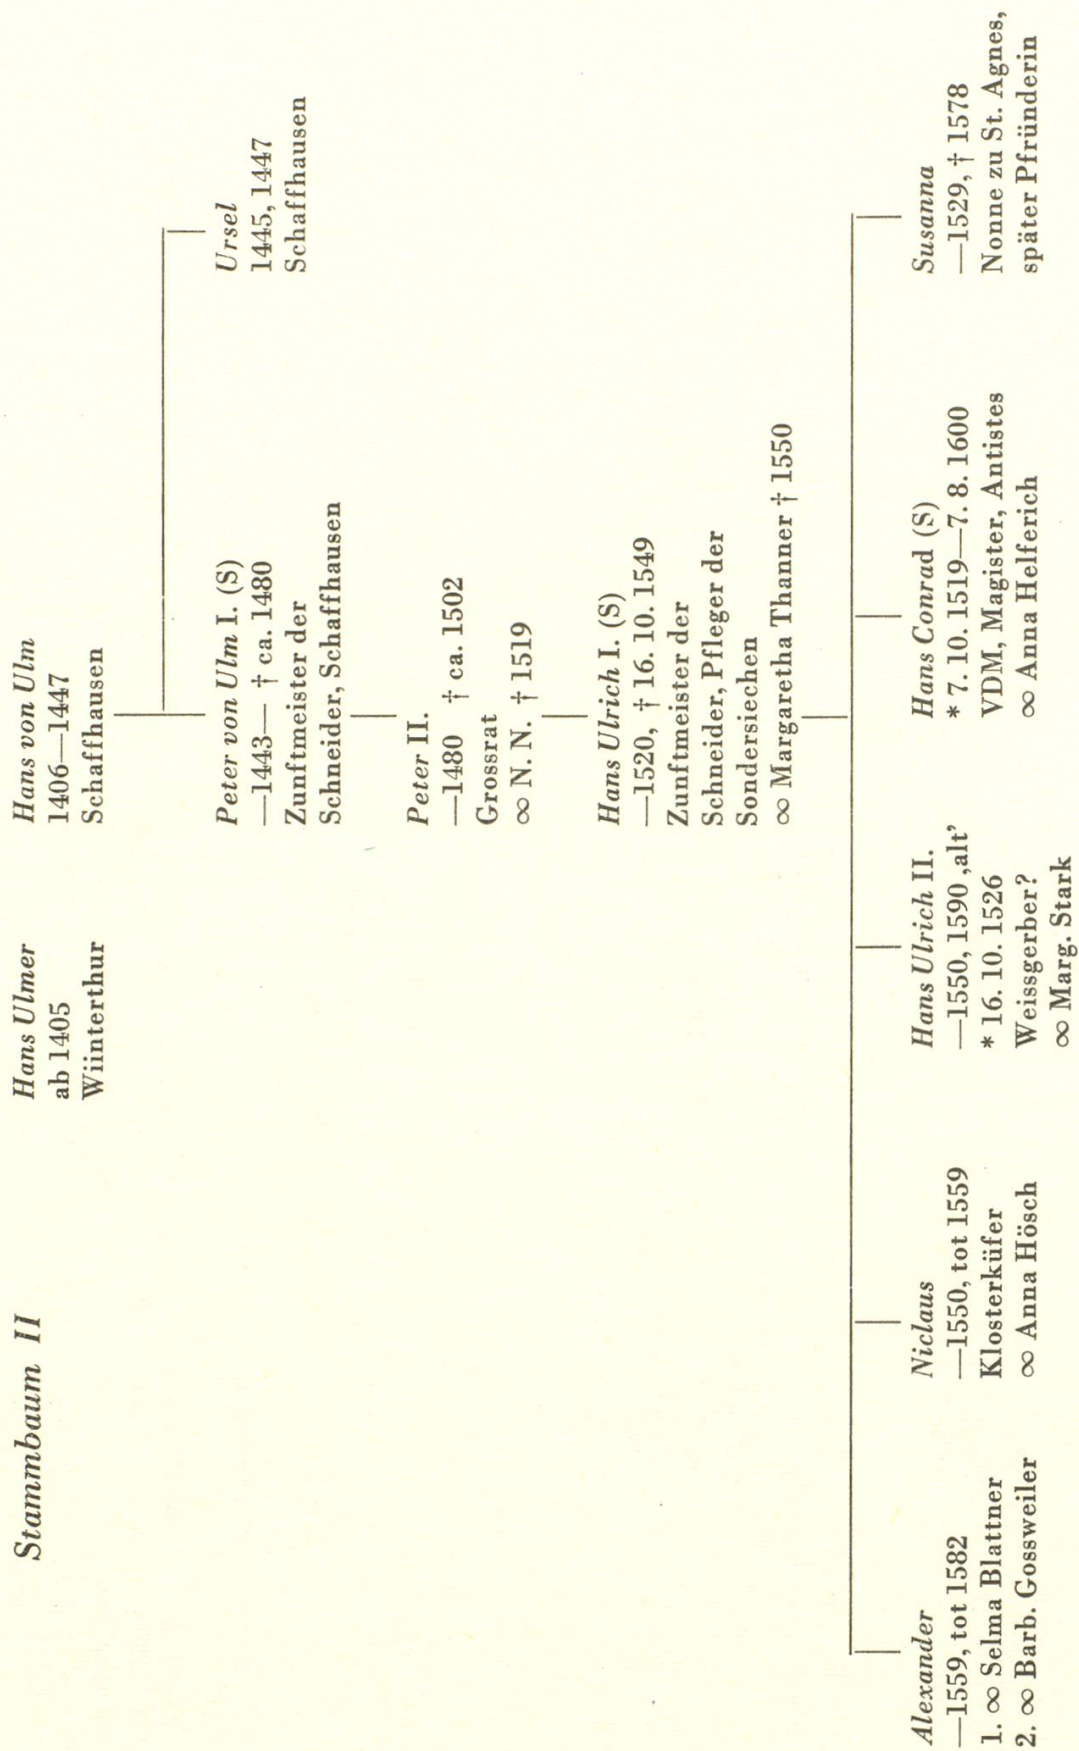 Stammbaum II
Hans Ulmer
ab 1405
Wiinterthur
Hans von Ulm
1406—1447
Schaffhausen
Peter von Ulm I. (S)
—1443— † ca. 1480
Zunftmeister der
Schneider, Schaffhausen
Ursel
1445, 1447
Schaffhausen
Peter II.
—1480 † ca. 1502
Grossrat
∞ N. N. † 1519
Hans Ulrich I. (S)
—1520, † 16. 10. 1549
Zunftmeister der
Schneider, Pfleger der
Sondersiechen
∞ Margaretha Thanner † 1550
Alexander
—1559, tot 1582
1. ∞ Selma Blattner
2. ∞ Barb. Gossweiler
Niclaus
—1550, tot 1559
Klosterküfer
∞ Anna Hösch
Hans Ulrich II.
—1550, 1590 ‚alt’
* 16. 10. 1526
Weissgerber?
∞ Marg. Stark
Hans Conrad (S)
* 7. 10. 1519—7. 8. 1600
VDM, Magister, Antistes
∞ Anna Helferich
Susanna
—1529, † 1578
Nonne zu St. Agnes,
später Pfründerin